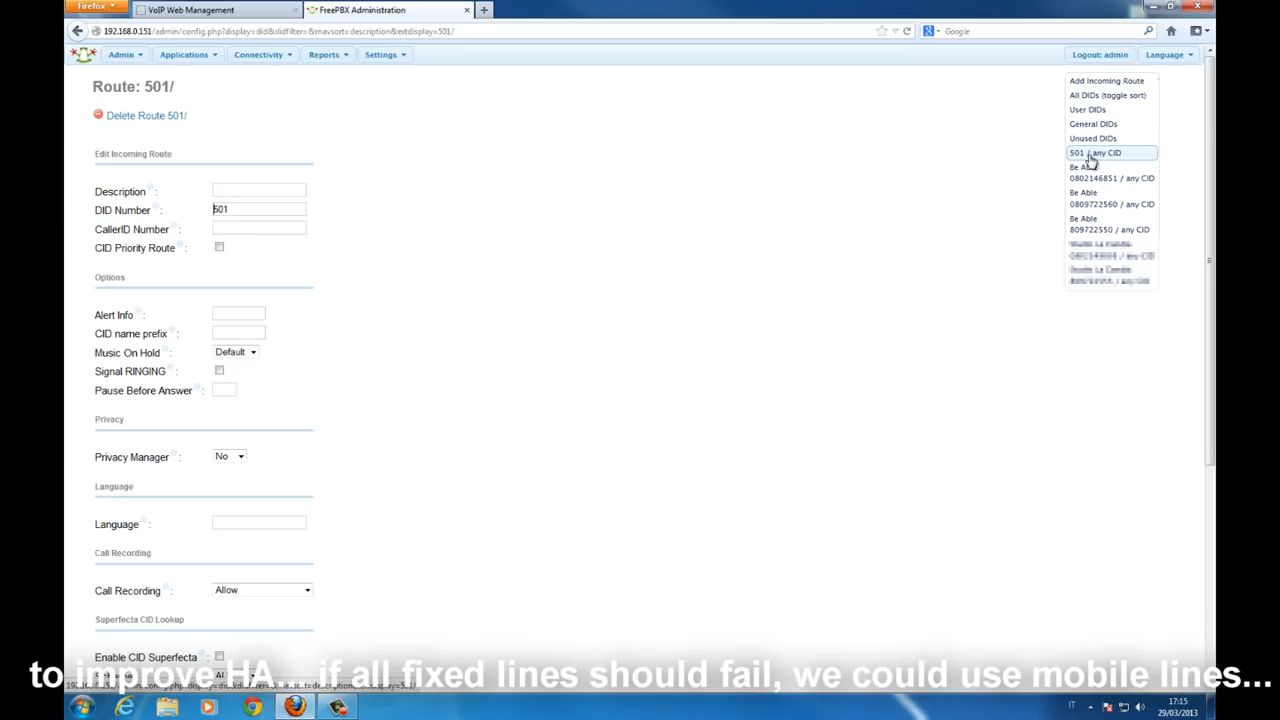 Firefox
VoIP Web Management
FreePBX Administration
192.168.0.151/admin/config.php?display=did&didfilter=&rnavsort=description&extdisplay=501/
Google
Admin
Applications
Connectivity
Reports
Settings
Logout: admin
Language
Route: 501/
Delete Route 501/
Edit Incoming Route
Description :
DID Number : 501
CallerID Number :
CID Priority Route :
Options
Alert Info :
CID name prefix :
Music On Hold : Default
Signal RINGING :
Pause Before Answer :
Privacy
Privacy Manager : No
Language
Language :
Call Recording
Call Recording : Allow
Superfecta CID Lookup
Enable CID Superfecta
Add Incoming Route
All DIDs (toggle sort)
User DIDs
General DIDs
Unused DIDs
501 / any CID
Be Able
0802146851 / any CID
Be Able
0809722560 / any CID
Be Able
809722550 / any CID
to improve HA... if all fixed lines should fail, we could use mobile lines...
IT
17:15
29/03/2013